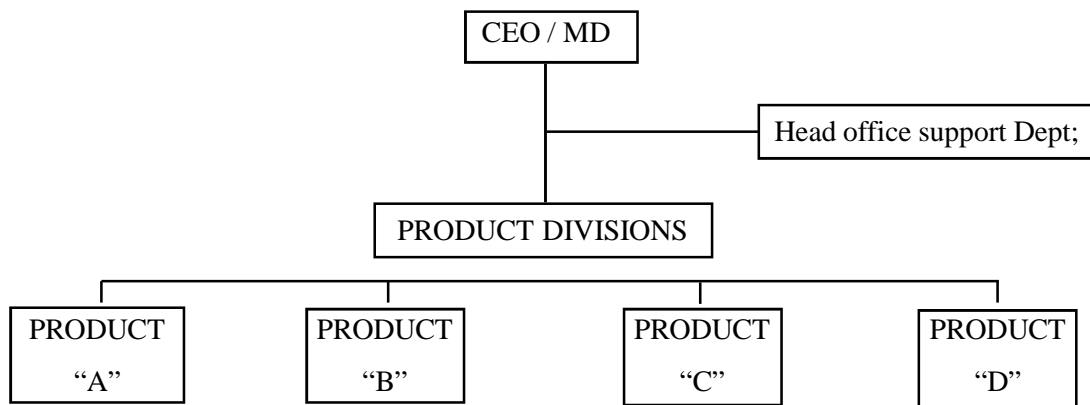 CEO / MD
Head office support Dept;
PRODUCT DIVISIONS
PRODUCT
“A”
PRODUCT
“B”
PRODUCT
“C”
PRODUCT
“D”